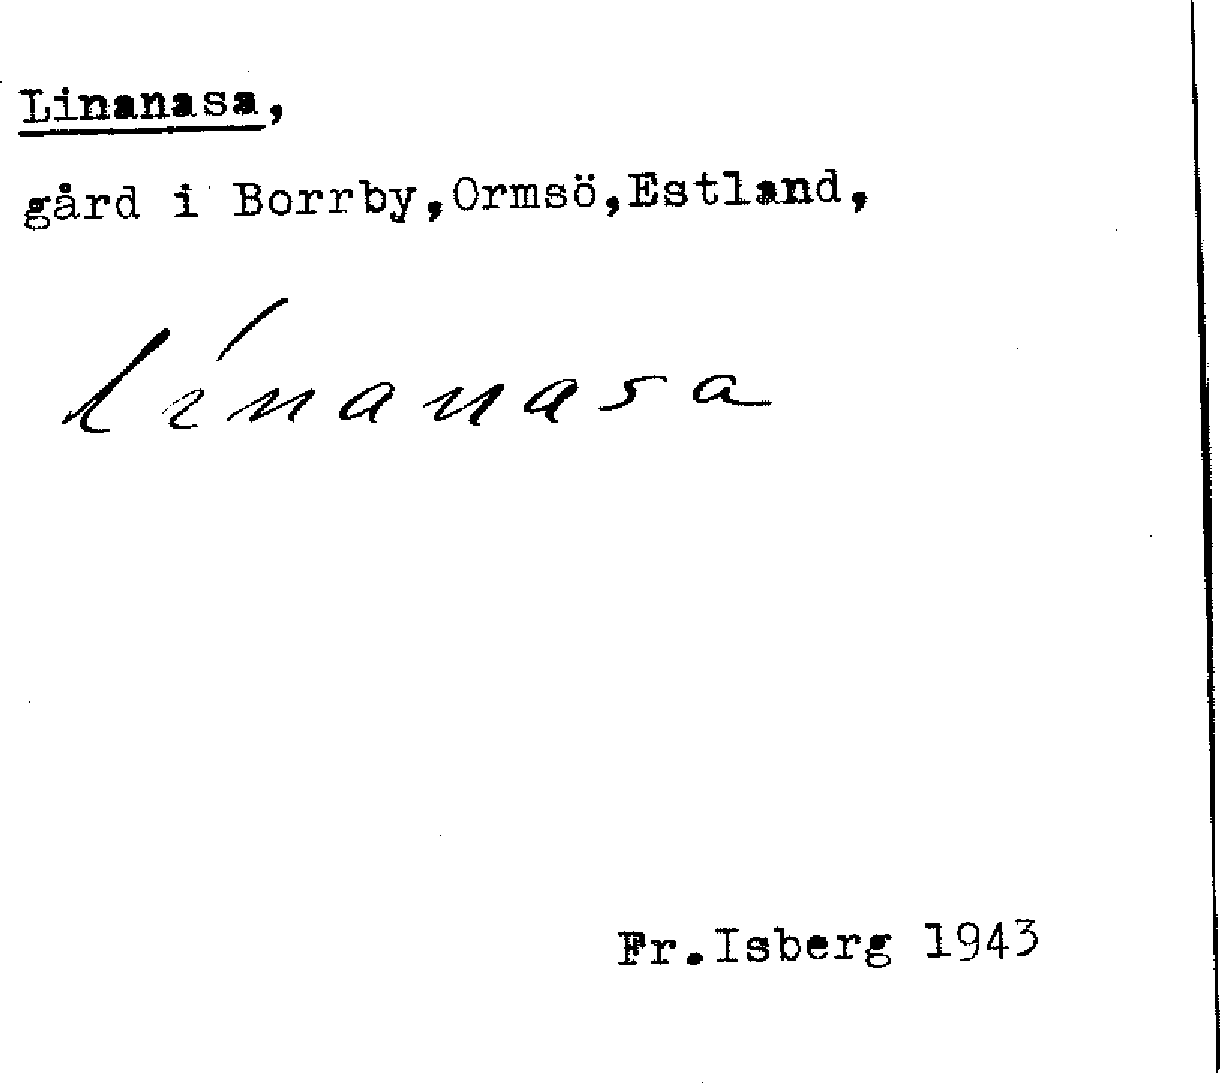 Linanasa,
gård i Borrby,Ormsö,Estland,
línanasa
Fr.Isberg 1943